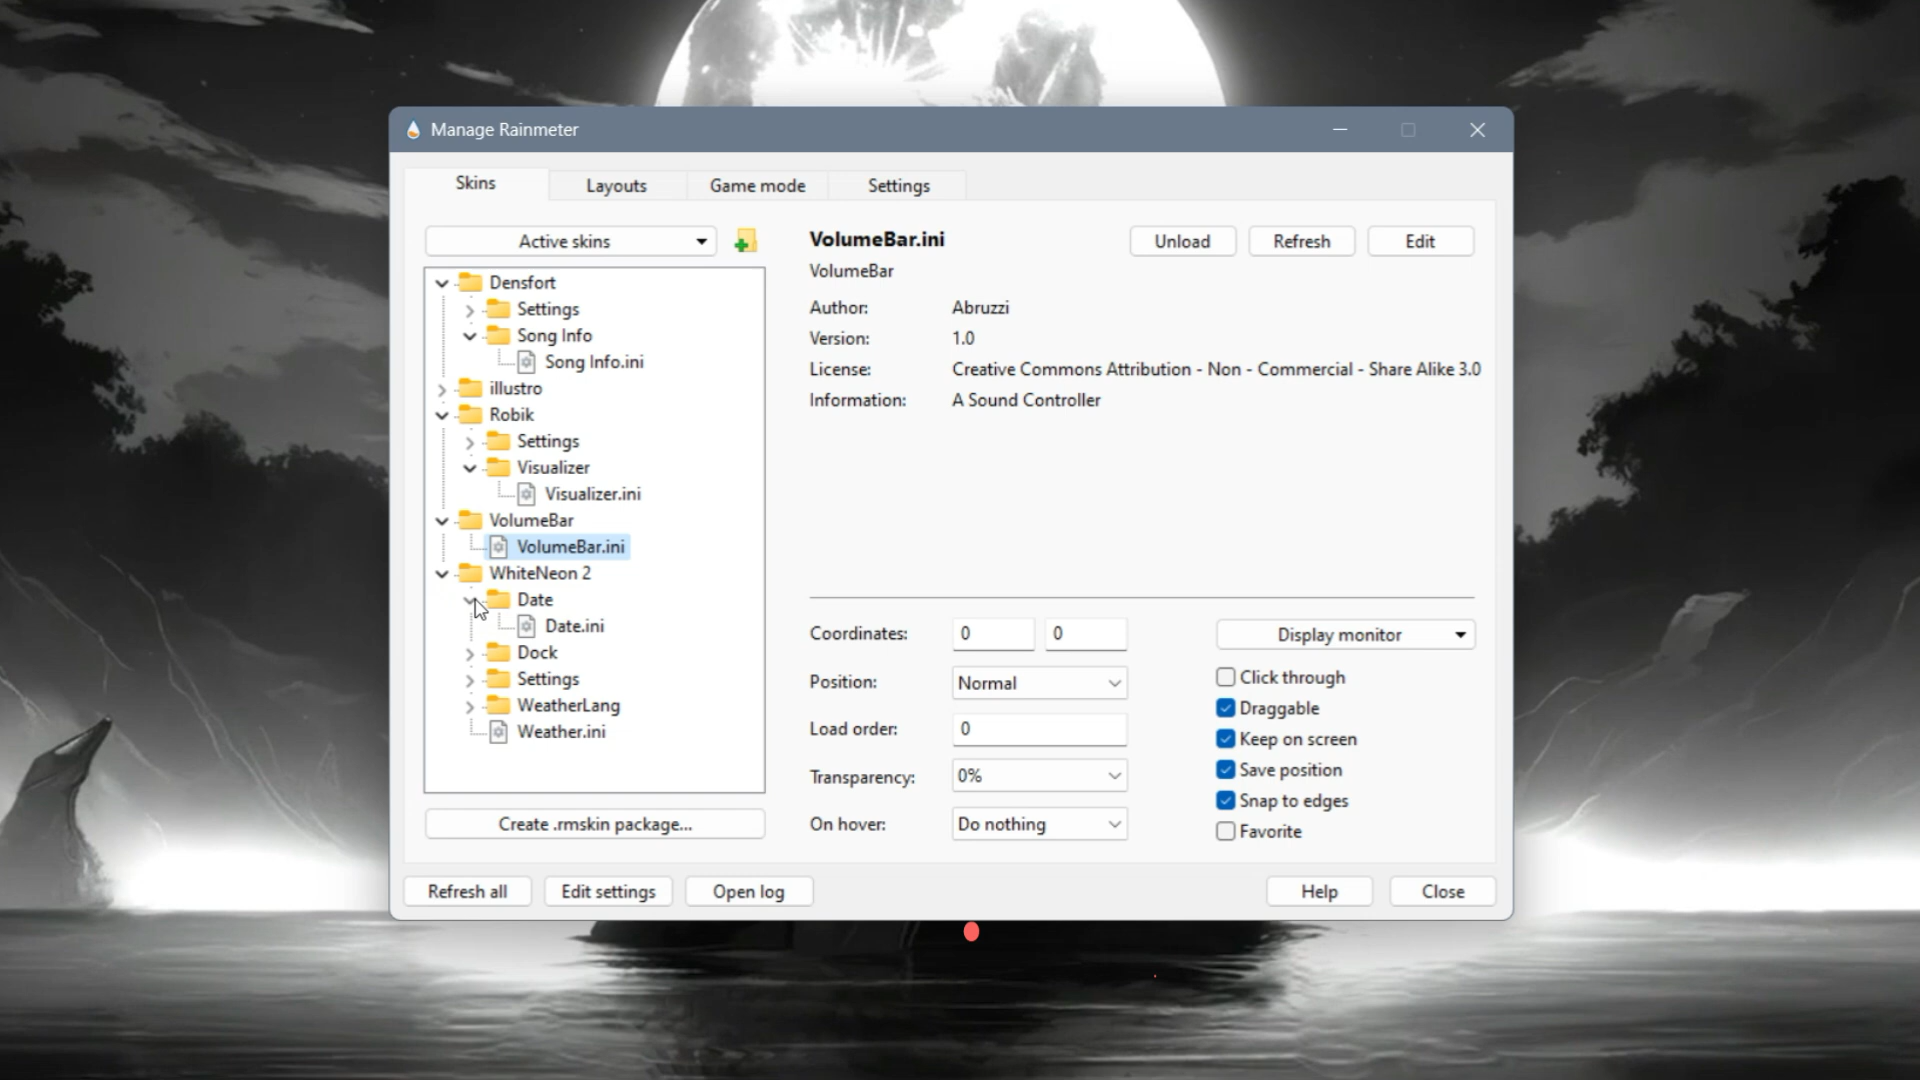 Manage Rainmeter
Skins
Layouts
Game mode
Settings
Active skins
Densfort
Settings
Song Info
Song Info.ini
illustro
Robik
Settings
Visualizer
Visualizer.ini
VolumeBar
VolumeBar.ini
WhiteNeon 2
Date
Date.ini
Dock
Settings
WeatherLang
Weather.ini
Create .rmskin package...
VolumeBar.ini
Unload
Refresh
Edit
VolumeBar
Author: Abruzzi
Version: 1.0
License: Creative Commons Attribution - Non - Commercial - Share Alike 3.0
Information: A Sound Controller
Coordinates: 0 0
Position: Normal
Load order: 0
Transparency: 0%
On hover: Do nothing
Display monitor
Click through
Draggable
Keep on screen
Save position
Snap to edges
Favorite
Refresh all
Edit settings
Open log
Help
Close